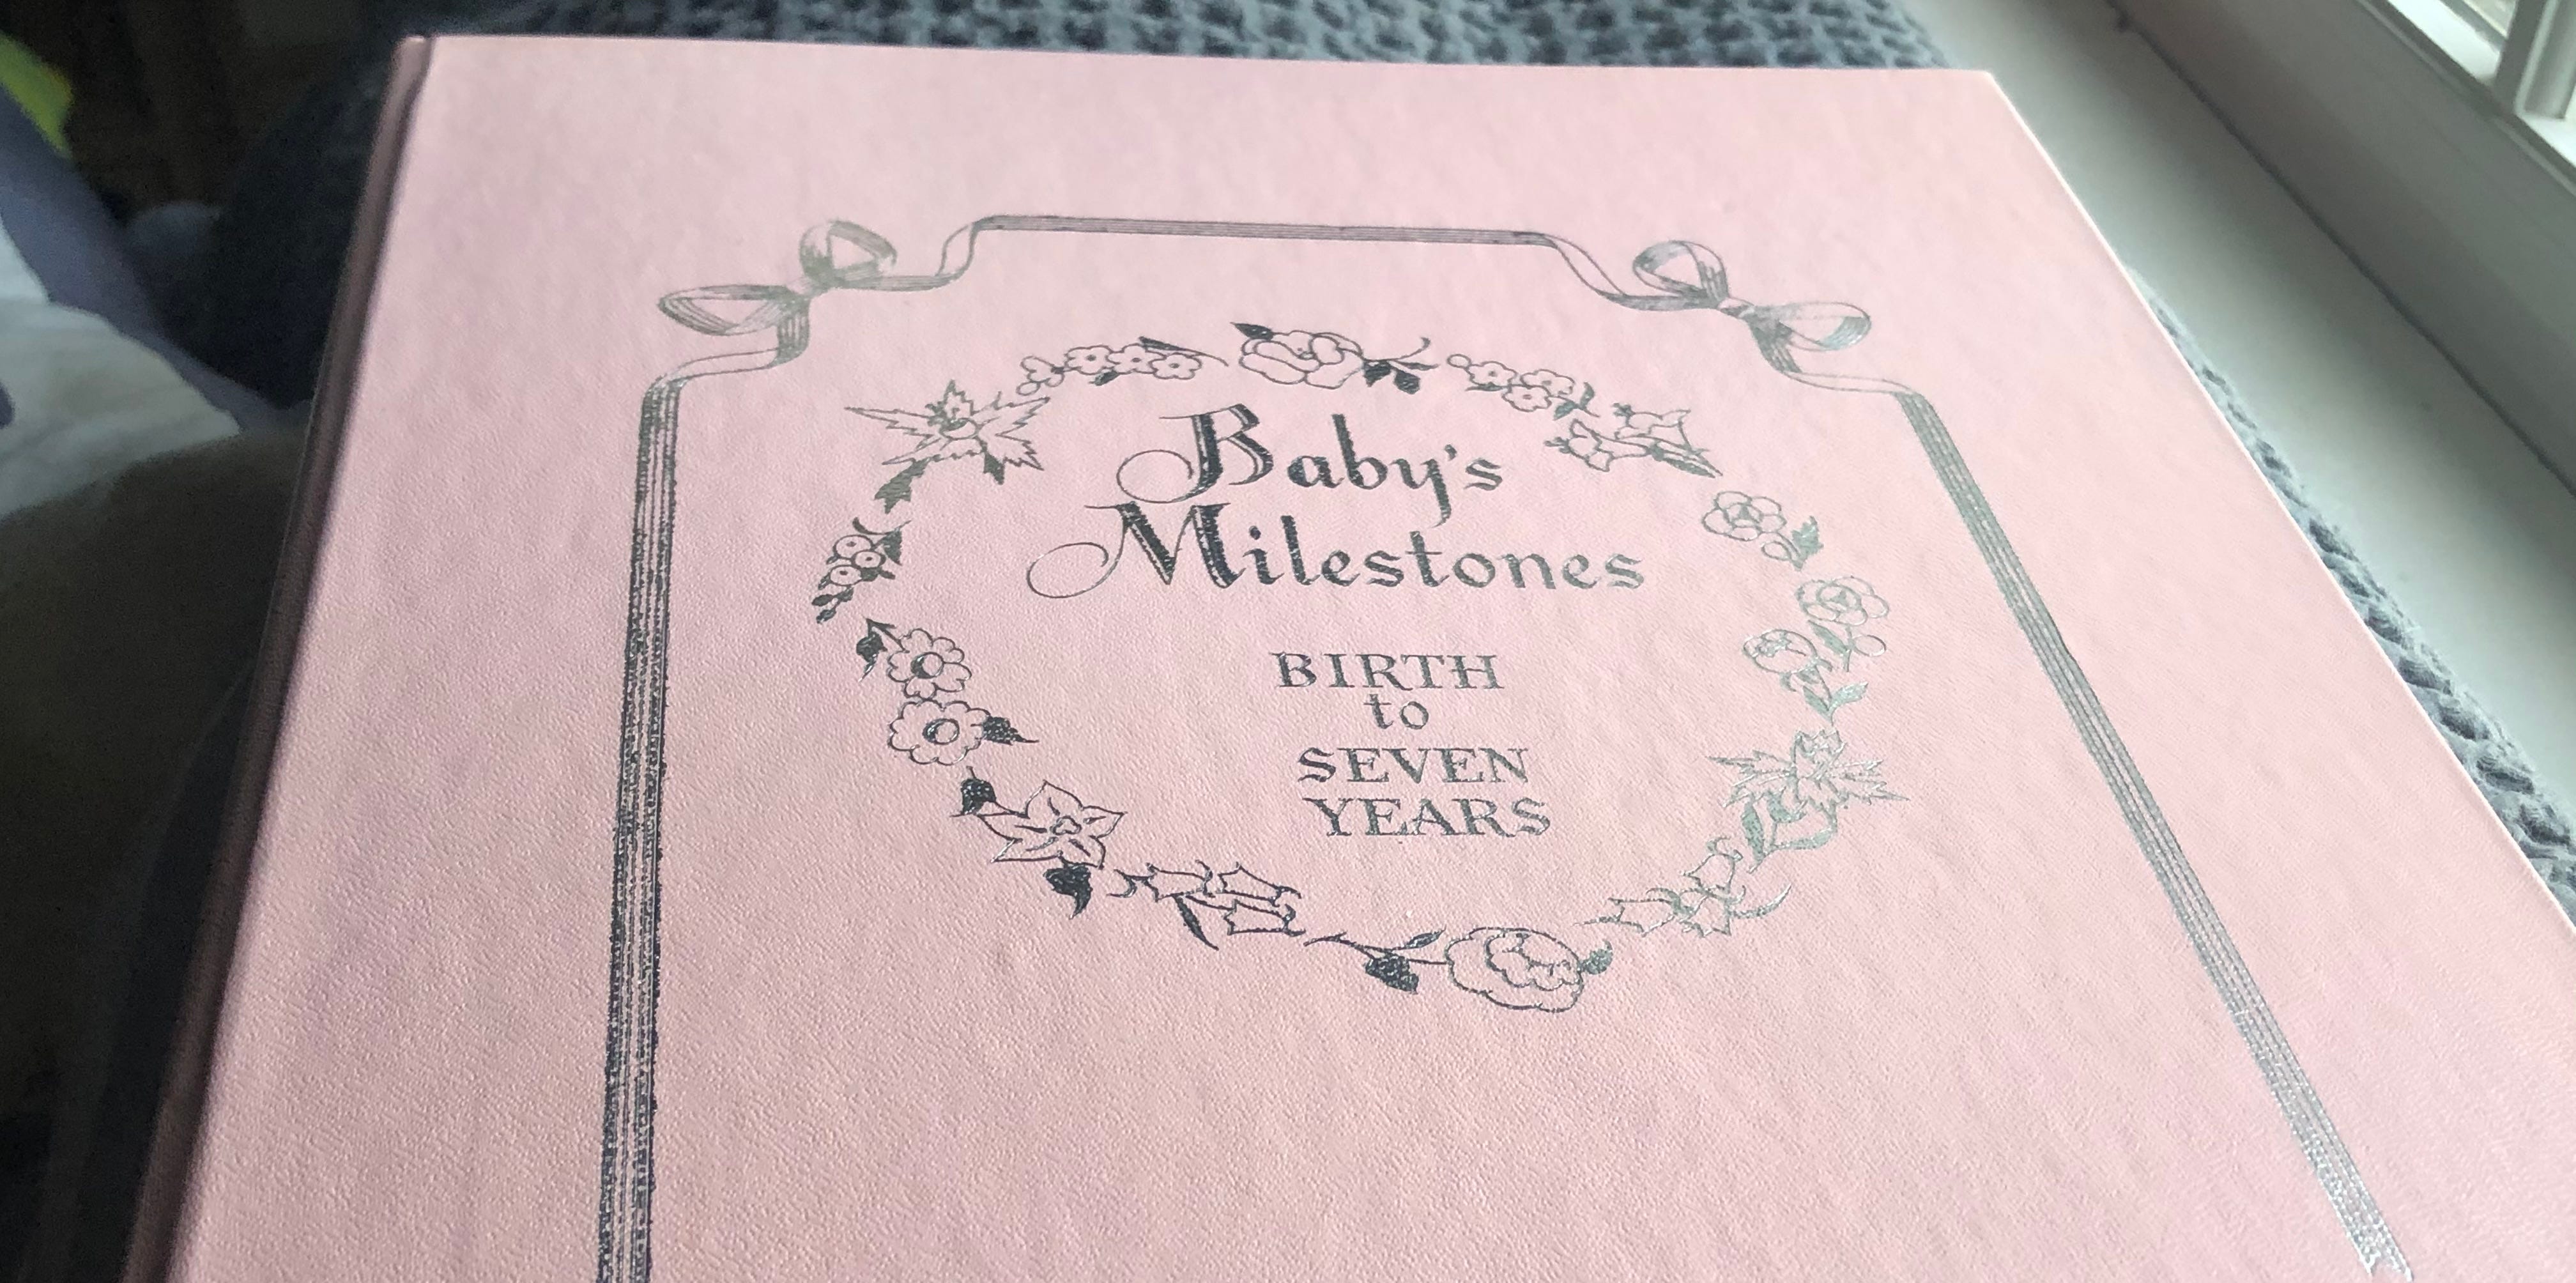 Baby's
Milestones
BIRTH
to
SEVEN
YEARS